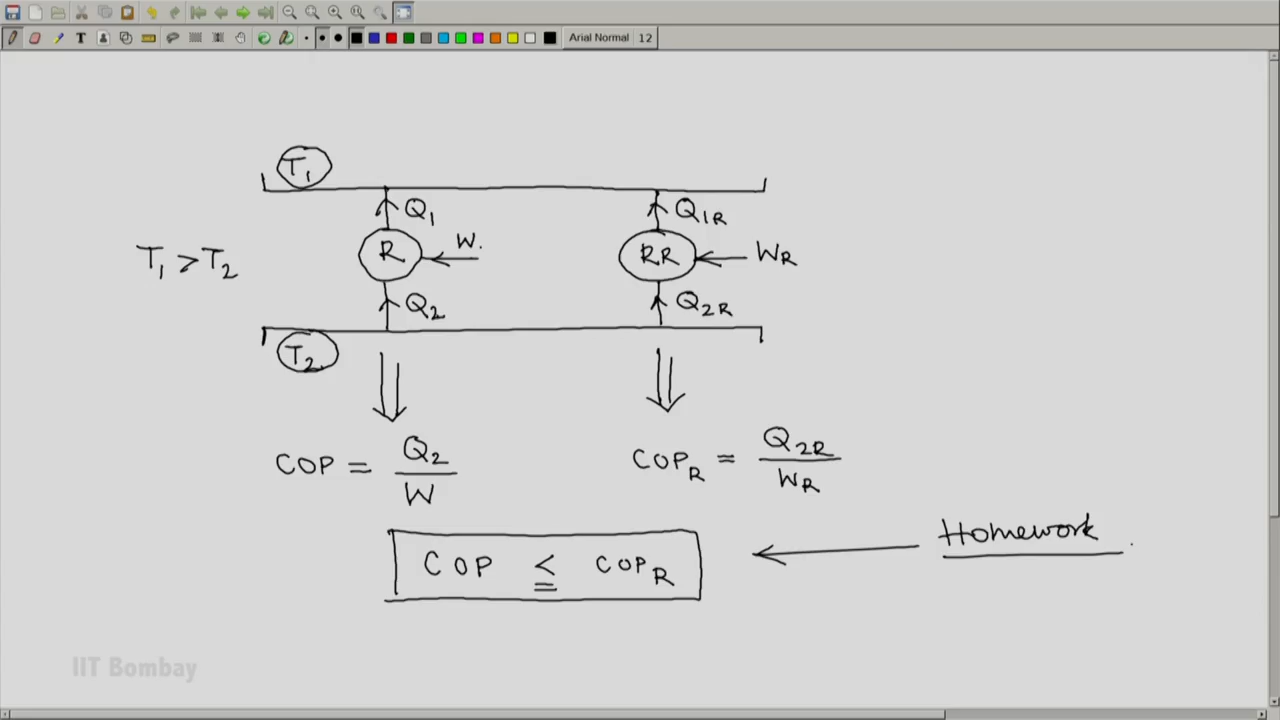 Arial Normal 12
T1
Q1 Q1R
T1 > T2 R W. RR WR
Q2 Q2R
T2
COP = Q2 / W COPR = Q2R / WR
Homework
COP ≤ COPR
IIT Bombay